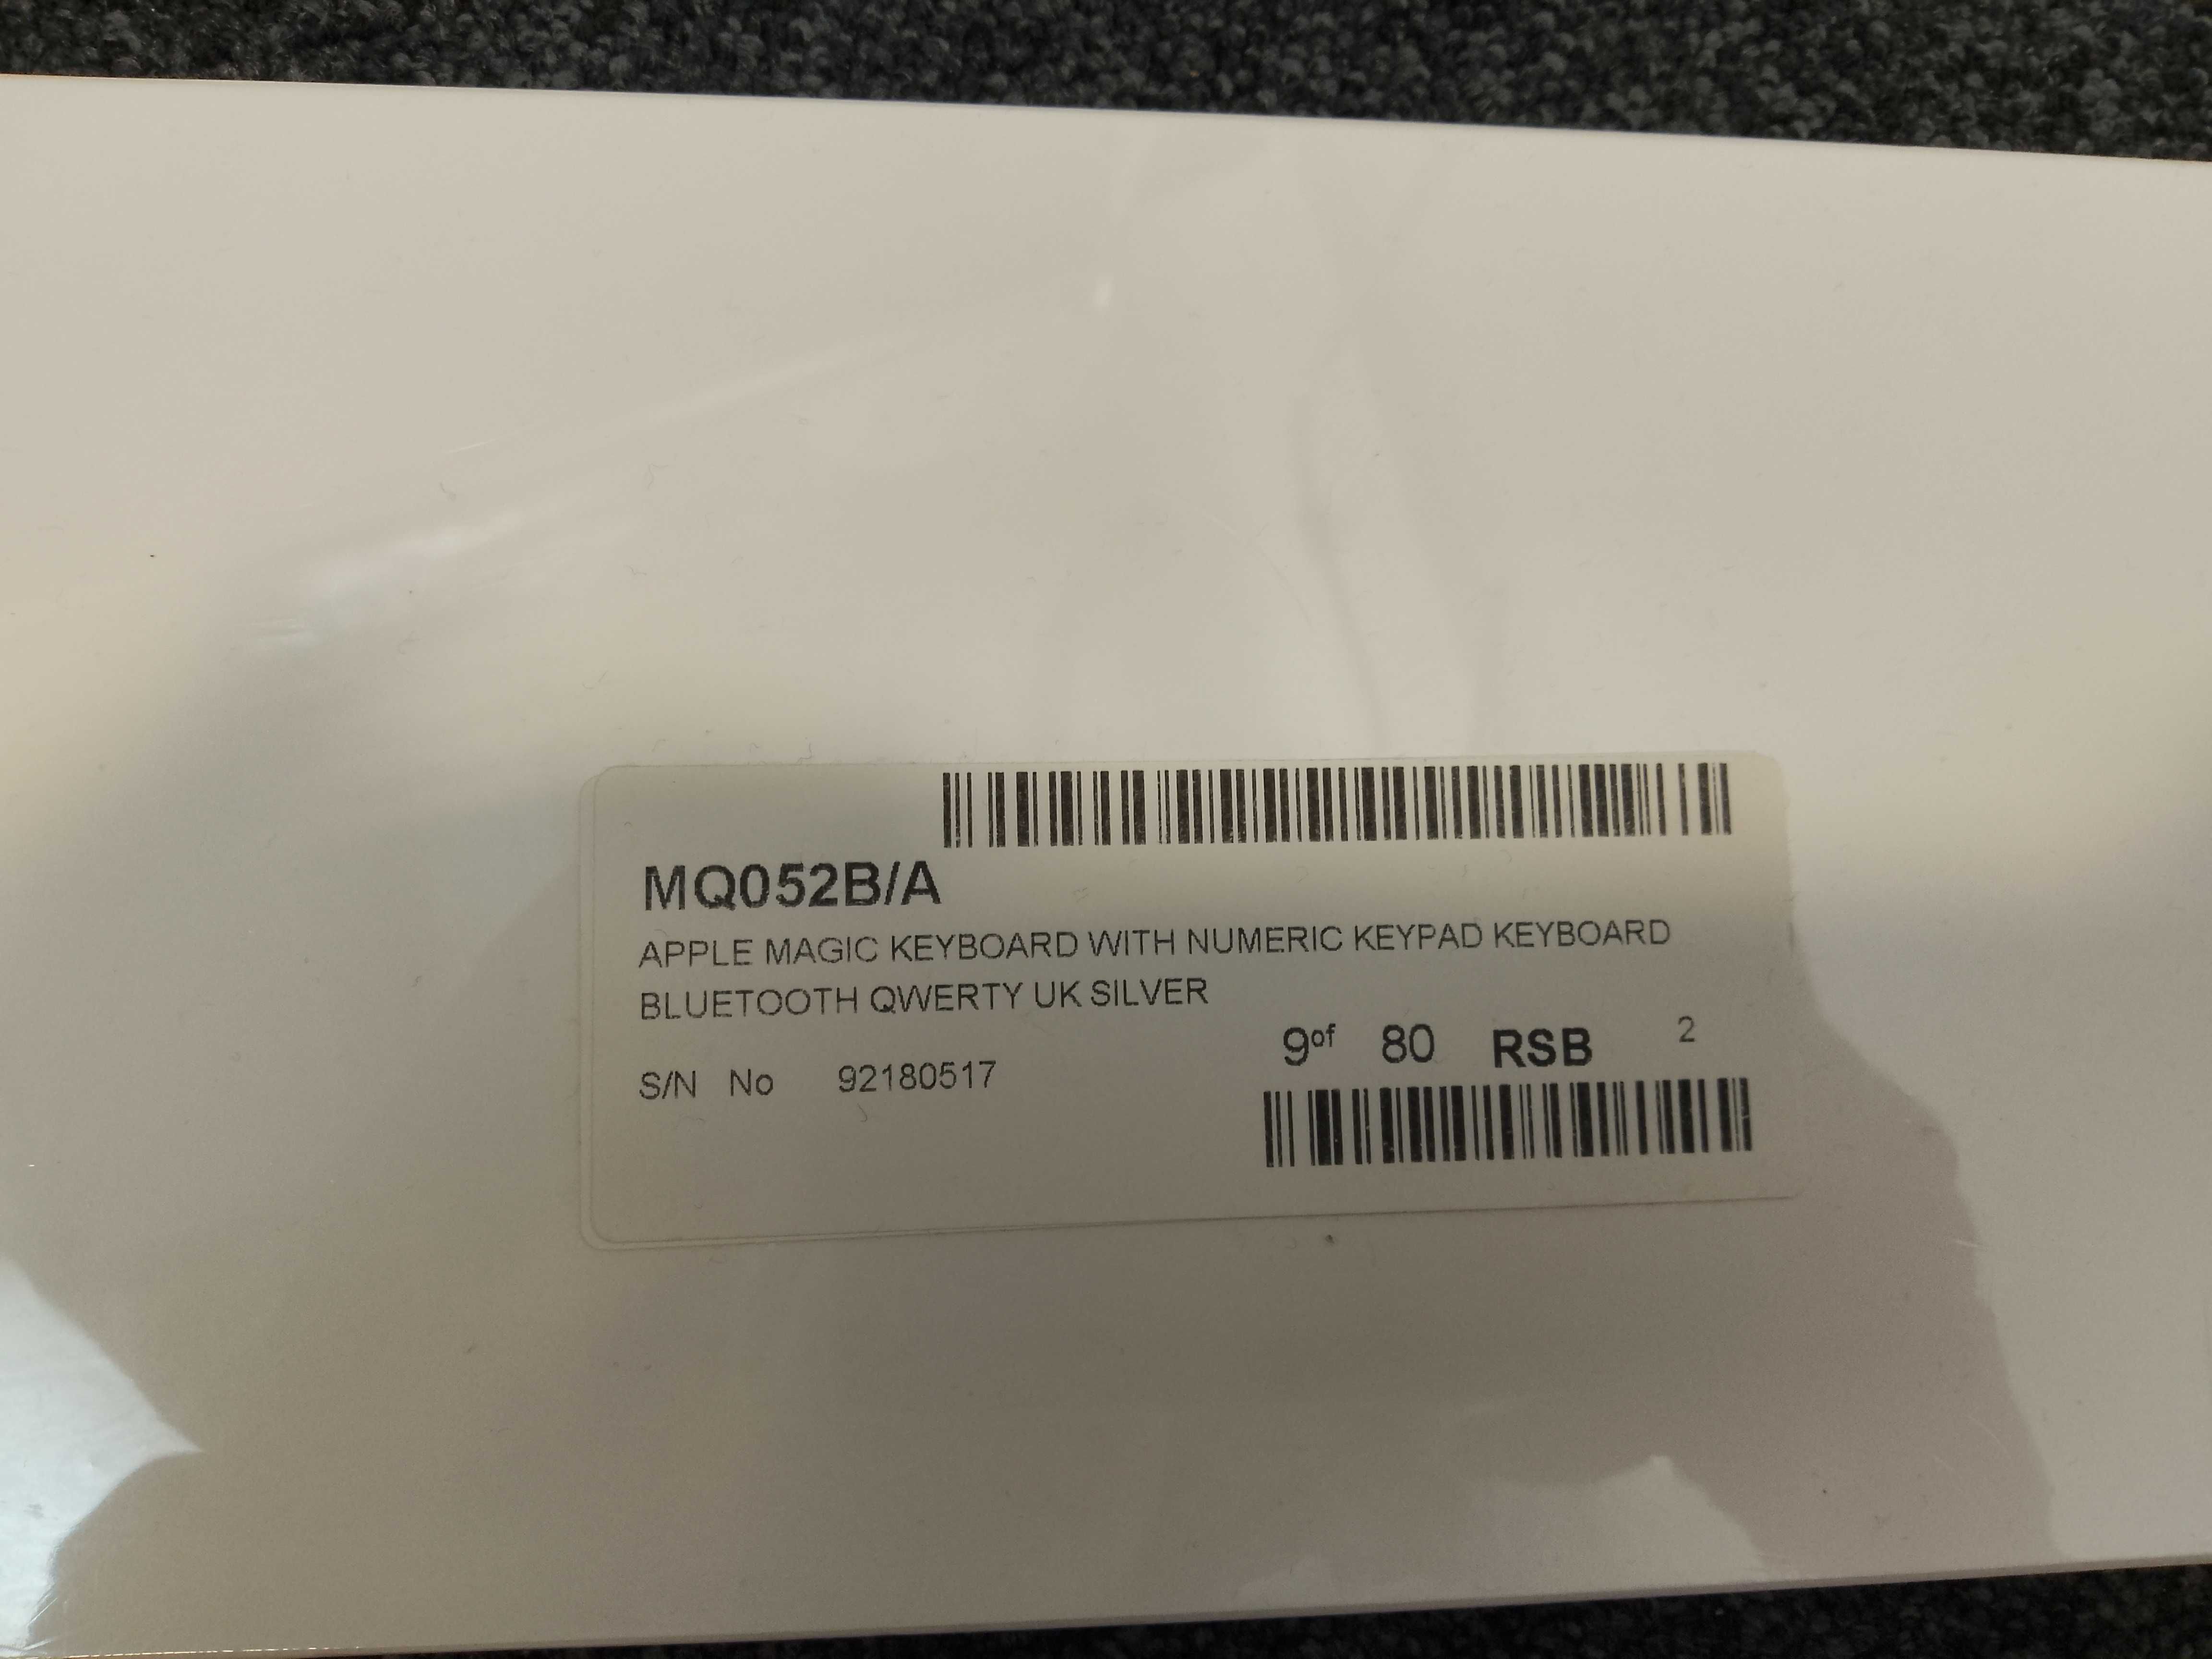 MQ052B/A
APPLE MAGIC KEYBOARD WITH NUMERIC KEYPAD KEYBOARD
BLUETOOTH QWERTY UK SILVER
9of 80 RSB 2
S/N No 92180517